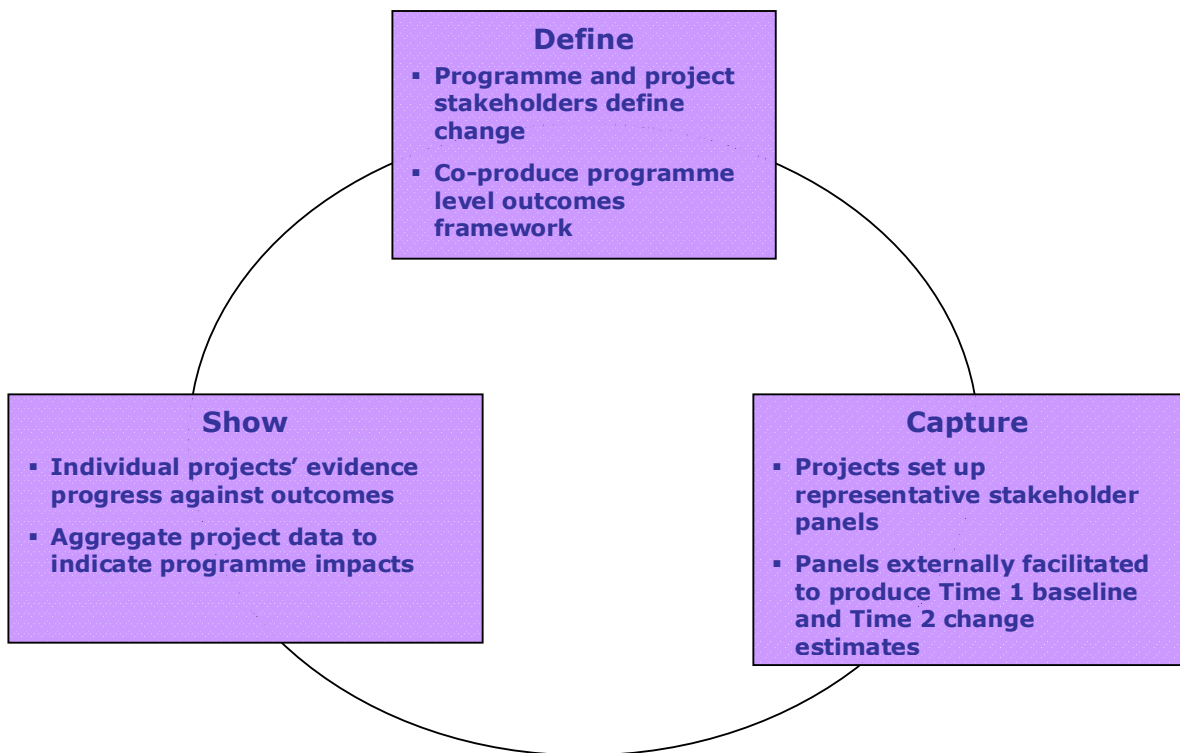 Define
▪ Programme and project
stakeholders define
change
▪ Co-produce programme
level outcomes
framework
Show
▪ Individual projects’ evidence
progress against outcomes
▪ Aggregate project data to
indicate programme impacts
Capture
▪ Projects set up
representative stakeholder
panels
▪ Panels externally facilitated
to produce Time 1 baseline
and Time 2 change
estimates